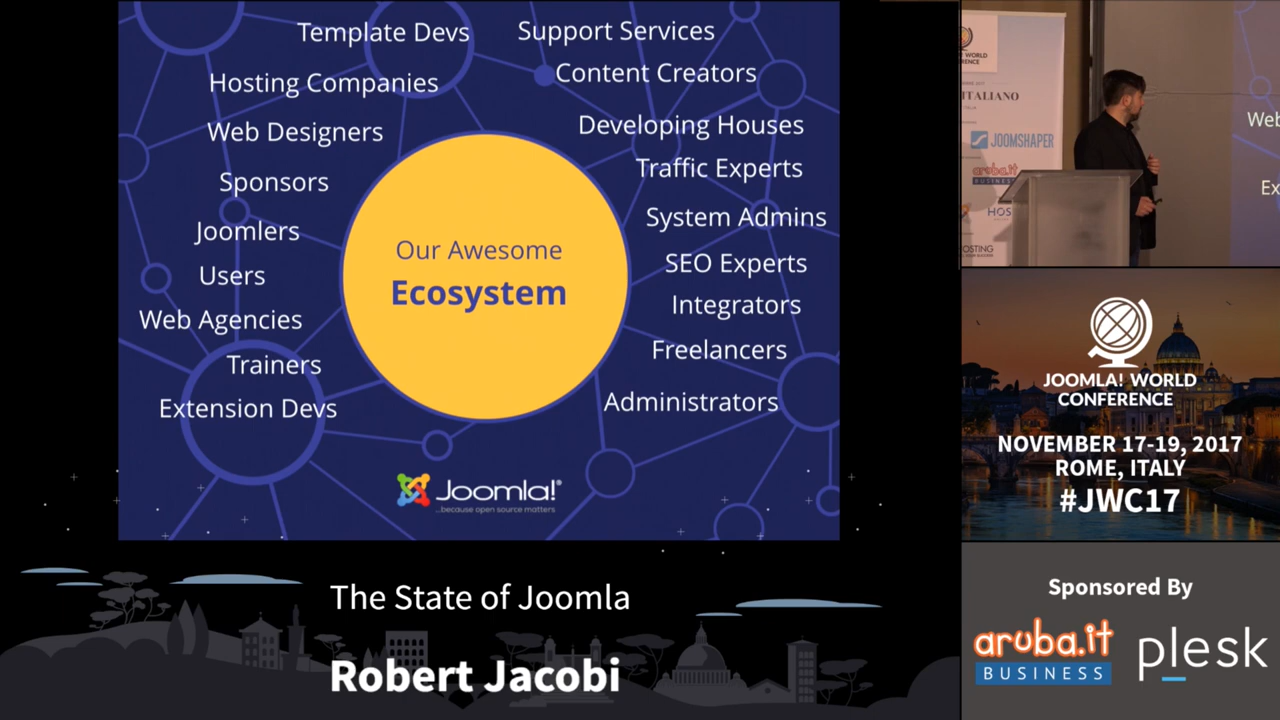 Template Devs
Hosting Companies
Web Designers
Sponsors
Joomlers
Users
Web Agencies
Trainers
Extension Devs
Support Services
Content Creators
Developing Houses
Traffic Experts
System Admins
SEO Experts
Integrators
Freelancers
Administrators
Our Awesome
Ecosystem
Joomla!®
...because open source matters
The State of Joomla
Robert Jacobi
ITALIANO
JOOMSHAPER
aruba.it
BUSINESS
HOS
OSTING
Web
Ex
JOOMLA! WORLD
CONFERENCE
NOVEMBER 17-19, 2017
ROME, ITALY
#JWC17
Sponsored By
aruba.it
BUSINESS
plesk